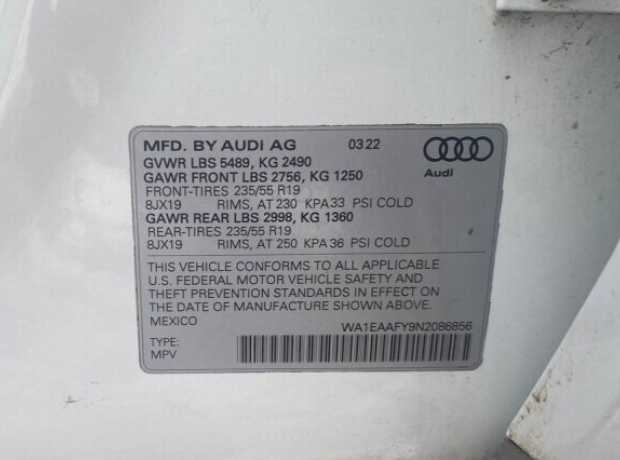 MFD. BY AUDI AG 03.22
GVWR LBS 5489, KG 2490
GAWR FRONT LBS 2756, KG 1250
FRONT-TIRES 235/55 R19
8JX19 RIMS, AT 230 KPA 33 PSI COLD
GAWR REAR LBS 2998, KG 1360
REAR-TIRES 235/55 R19
8JX19 RIMS, AT 250 KPA 36 PSI COLD
Audi
THIS VEHICLE CONFORMS TO ALL APPLICABLE
U.S. FEDERAL MOTOR VEHICLE SAFETY AND
THEFT PREVENTION STANDARDS IN EFFECT ON
THE DATE OF MANUFACTURE SHOWN ABOVE.
MEXICO WA1EAAFY9N2086856
TYPE:
MPV